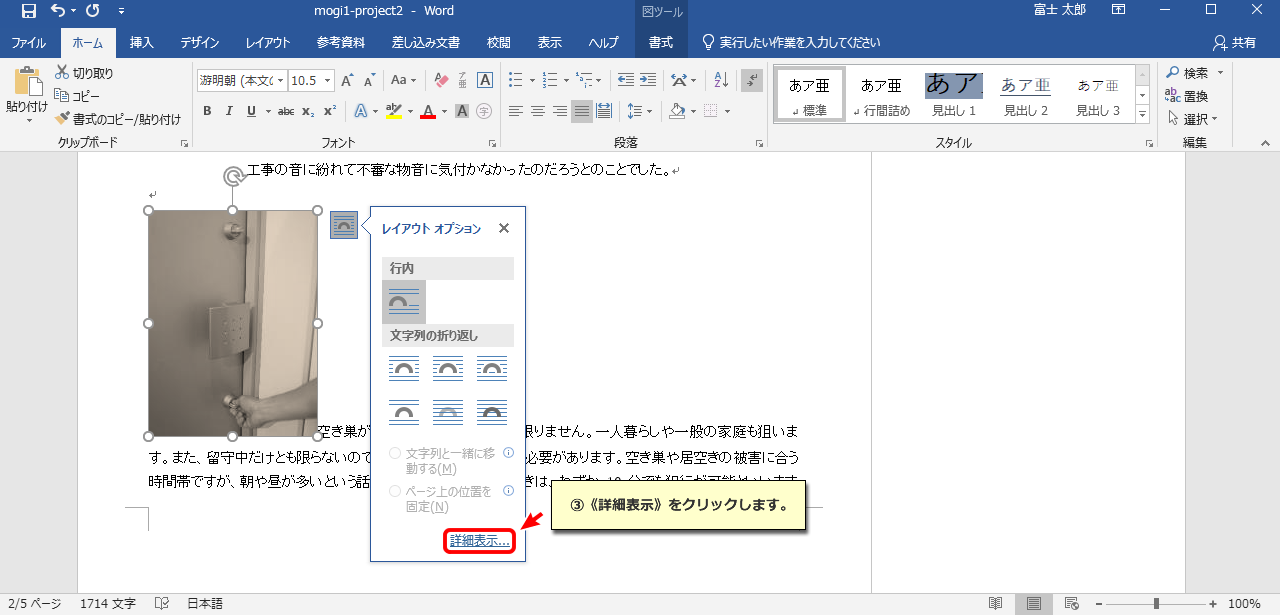 mogi1-project2 - Word
図ツール
富士 太郎
ファイル ホーム 挿入 デザイン レイアウト 参考資料 差し込み文書 校閲 表示 ヘルプ 書式 実行したい作業を入力してください 共有
貼り付け
切り取り
コピー
書式のコピー/貼り付け
クリップボード
游明朝 (本文の 10.5
フォント
段落
あア亜 標準
あア亜 行間詰め
あア 見出し 1
あア亜 見出し 2
あア亜 見出し 3
スタイル
検索
置換
選択
編集
工事の音に紛れて不審な物音に気付かなかったのだろうとのことでした。
レイアウト オプション
行内
文字列の折り返し
文字列と一緒に移動する(M)
ページ上の位置を固定(N)
詳細表示...
空き巣が
限りません。一人暮らしや一般の家庭も狙いま
す。また、留守中だけとも限らないので
必要があります。空き巣や居空きの被害に合う
時間帯ですが、朝や昼が多いという話
③《詳細表示》をクリックします。
2/5 ページ 1714 文字 日本語 100%